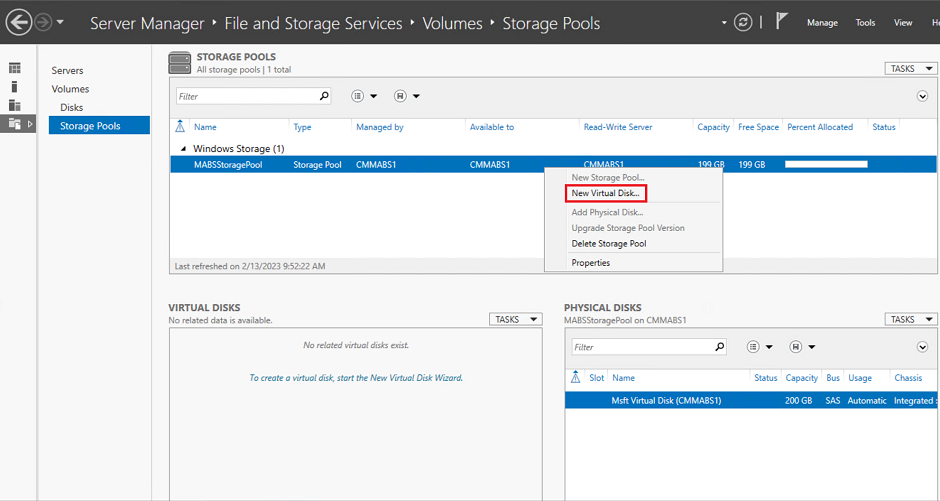 Server Manager ▸ File and Storage Services ▸ Volumes ▸ Storage Pools
Manage Tools View He
Servers
Volumes
Disks
Storage Pools
STORAGE POOLS
All storage pools | 1 total
TASKS
Filter
Name Type Managed by Available to Read-Write Server Capacity Free Space Percent Allocated Status
Windows Storage (1)
MABSStoragePool Storage Pool CMMABS1 CMMABS1 CMMABS1 199 GB 199 GB
New Storage Pool...
New Virtual Disk...
Add Physical Disk...
Upgrade Storage Pool Version
Delete Storage Pool
Properties
Last refreshed on 2/13/2023 9:52:22 AM
VIRTUAL DISKS
No related data is available.
TASKS
No related virtual disks exist.
To create a virtual disk, start the New Virtual Disk Wizard.
PHYSICAL DISKS
MABSStoragePool on CMMABS1
TASKS
Filter
Slot Name Status Capacity Bus Usage Chassis
Msft Virtual Disk (CMMABS1) 200 GB SAS Automatic Integrated :